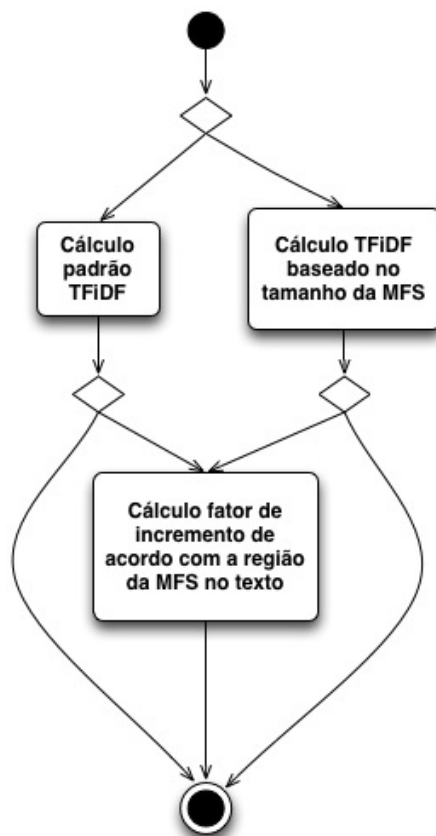 Cálculo
padrão
TFiDF
Cálculo TFiDF
baseado no
tamanho da MFS
Cálculo fator de
incremento de
acordo com a região
da MFS no texto